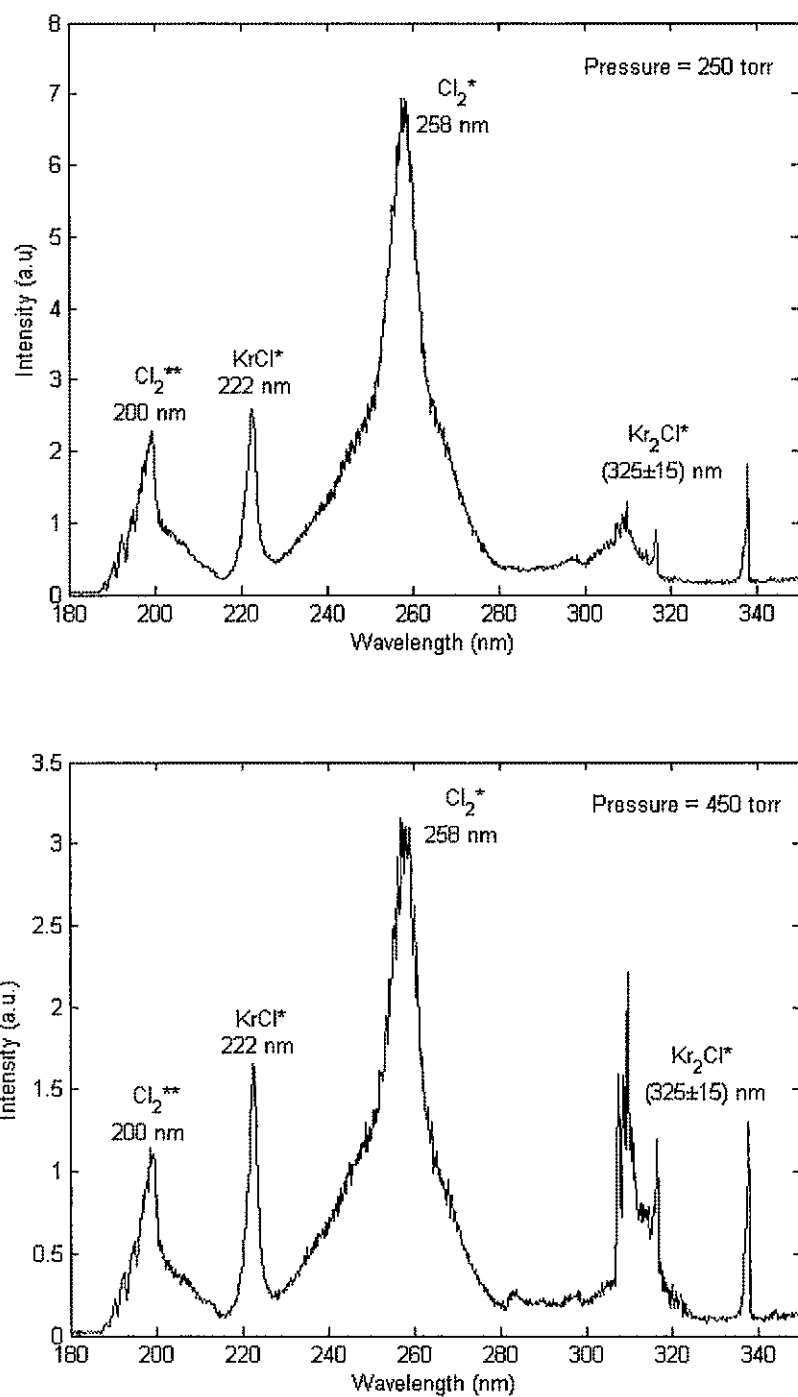 8
7
6
5
4
3
2
1
0
Intensity (a.u)
Pressure = 250 torr
Cl₂*
258 nm
Cl₂**
200 nm
KrCl*
222 nm
Kr₂Cl*
(325±15) nm
180 200 220 240 260 280 300 320 340
Wavelength (nm)
3.5
3
2.5
2
1.5
1
0.5
0
Intensity (a.u.)
Pressure = 450 torr
Cl₂*
258 nm
KrCl*
222 nm
Cl₂**
200 nm
Kr₂Cl*
(325±15) nm
180 200 220 240 260 280 300 320 340
Wavelength (nm)